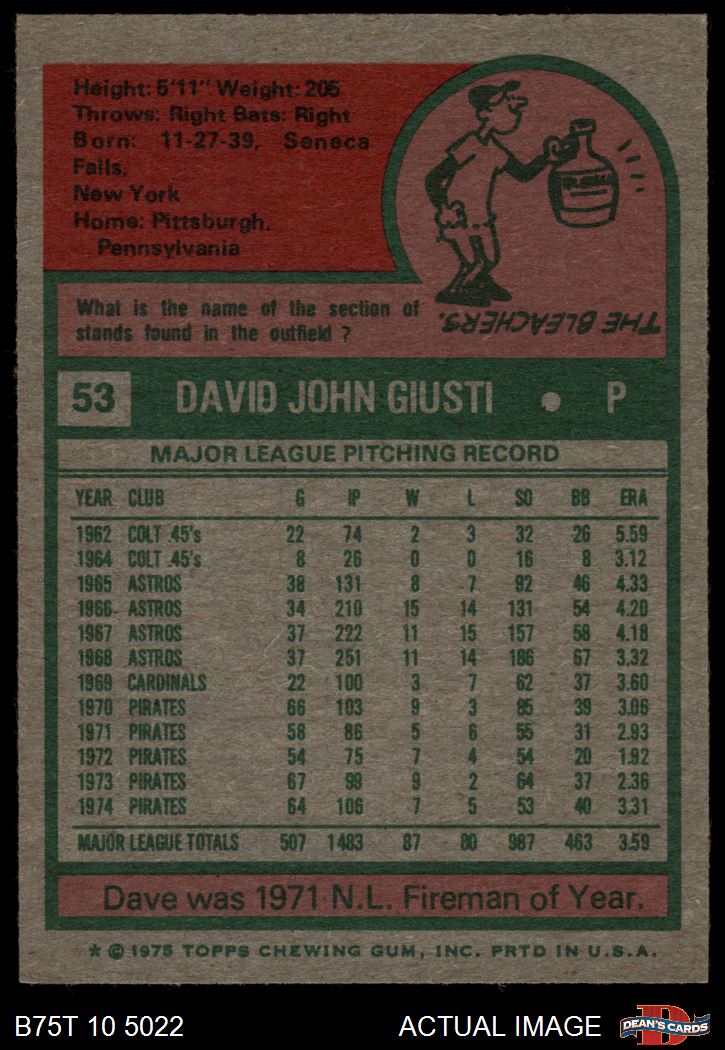 Height: 5'11" Weight: 205
Throws: Right Bats: Right
Born: 11-27-39, Seneca
Falls,
New York
Home: Pittsburgh,
Pennsylvania
THE BLEACHERS.
What is the name of the section of
stands found in the outfield ?
53 DAVID JOHN GIUSTI • P
MAJOR LEAGUE PITCHING RECORD
YEAR CLUB G IP W L SO BB ERA
1962 COLT .45's 22 74 2 3 32 26 5.59
1964 COLT .45's 8 26 0 0 16 8 3.12
1965 ASTROS 38 131 8 7 92 46 4.33
1966 ASTROS 34 210 15 14 131 54 4.20
1967 ASTROS 37 222 11 15 157 58 4.18
1968 ASTROS 37 251 11 14 186 67 3.32
1969 CARDINALS 22 100 3 7 62 37 3.60
1970 PIRATES 66 103 9 3 85 39 3.06
1971 PIRATES 58 86 5 6 55 31 2.93
1972 PIRATES 54 75 7 4 54 20 1.92
1973 PIRATES 67 99 9 2 64 37 2.36
1974 PIRATES 64 106 7 5 53 40 3.31
MAJOR LEAGUE TOTALS 507 1483 87 80 987 463 3.59
Dave was 1971 N.L. Fireman of Year.
* © 1975 TOPPS CHEWING GUM, INC. PRTD IN U.S.A.
B75T 10 5022 ACTUAL IMAGE
D
DEAN'S CARDS